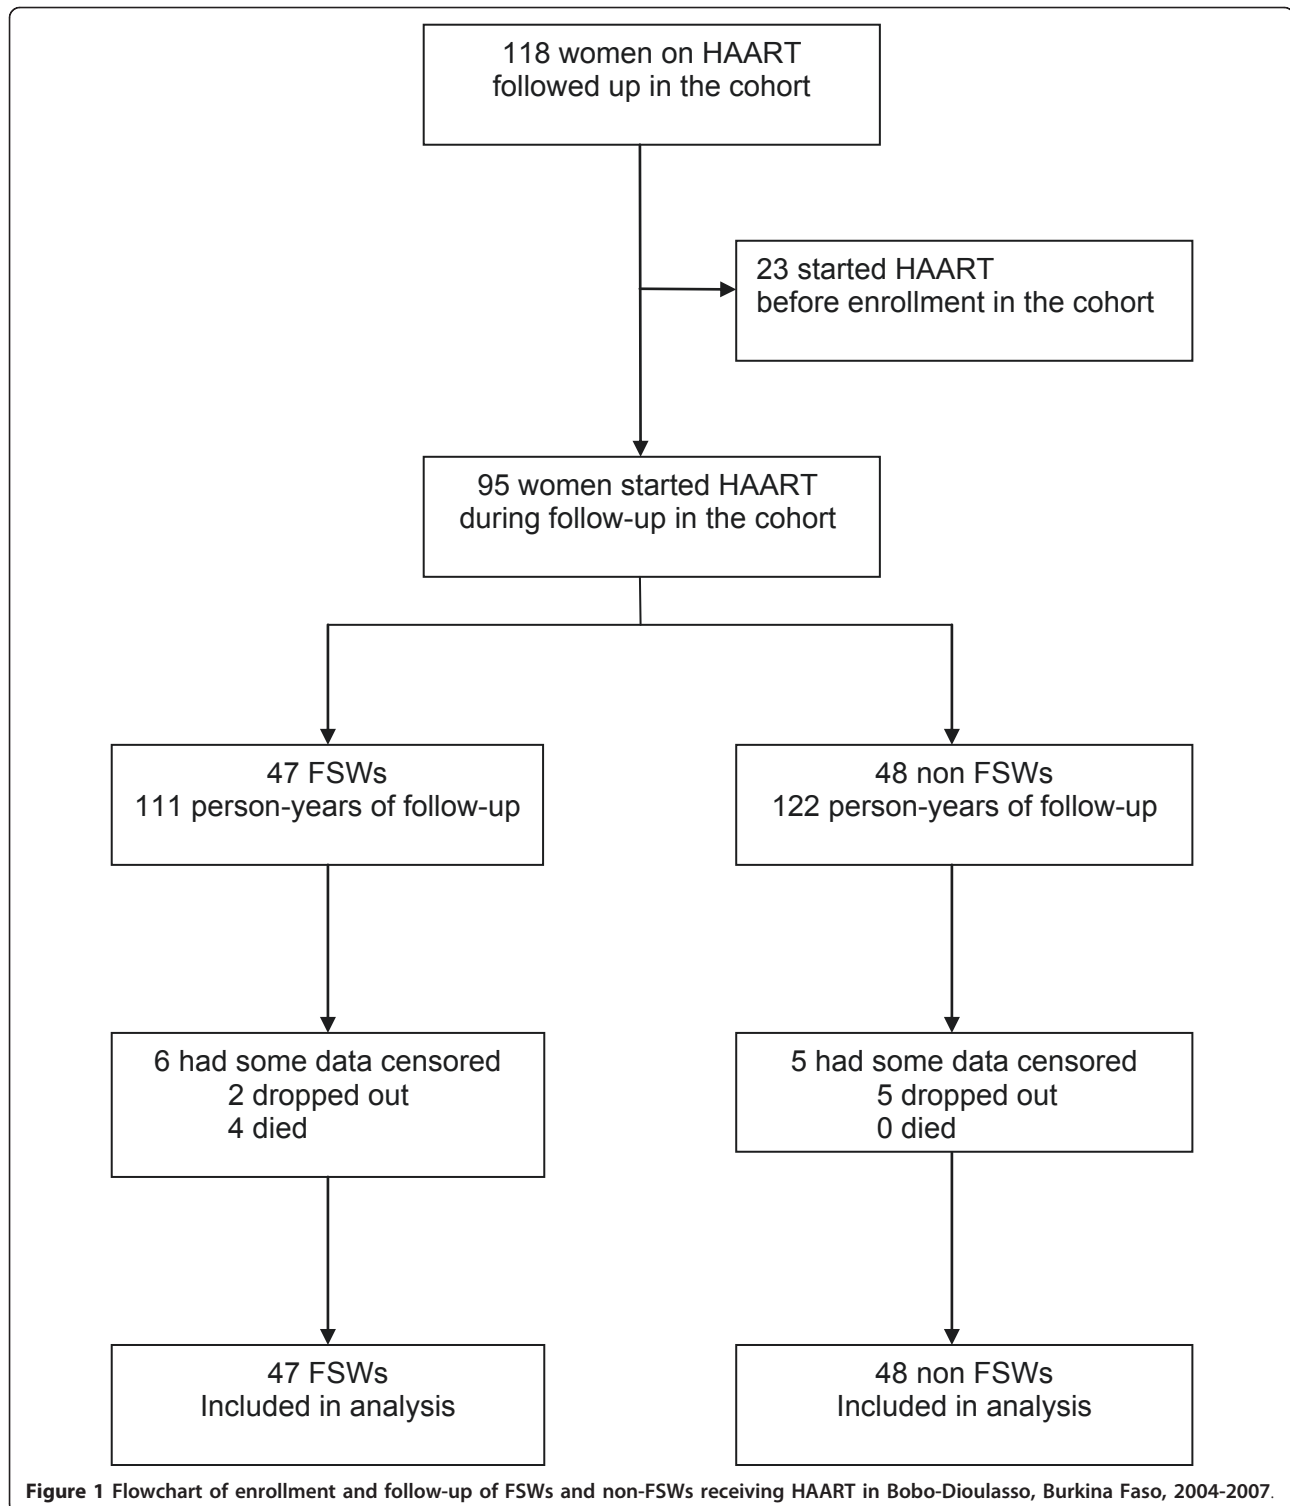 118 women on HAART
followed up in the cohort
23 started HAART
before enrollment in the cohort
95 women started HAART
during follow-up in the cohort
47 FSWs
111 person-years of follow-up
48 non FSWs
122 person-years of follow-up
6 had some data censored
2 dropped out
4 died
5 had some data censored
5 dropped out
0 died
47 FSWs
Included in analysis
48 non FSWs
Included in analysis
Figure 1 Flowchart of enrollment and follow-up of FSWs and non-FSWs receiving HAART in Bobo-Dioulasso, Burkina Faso, 2004-2007.